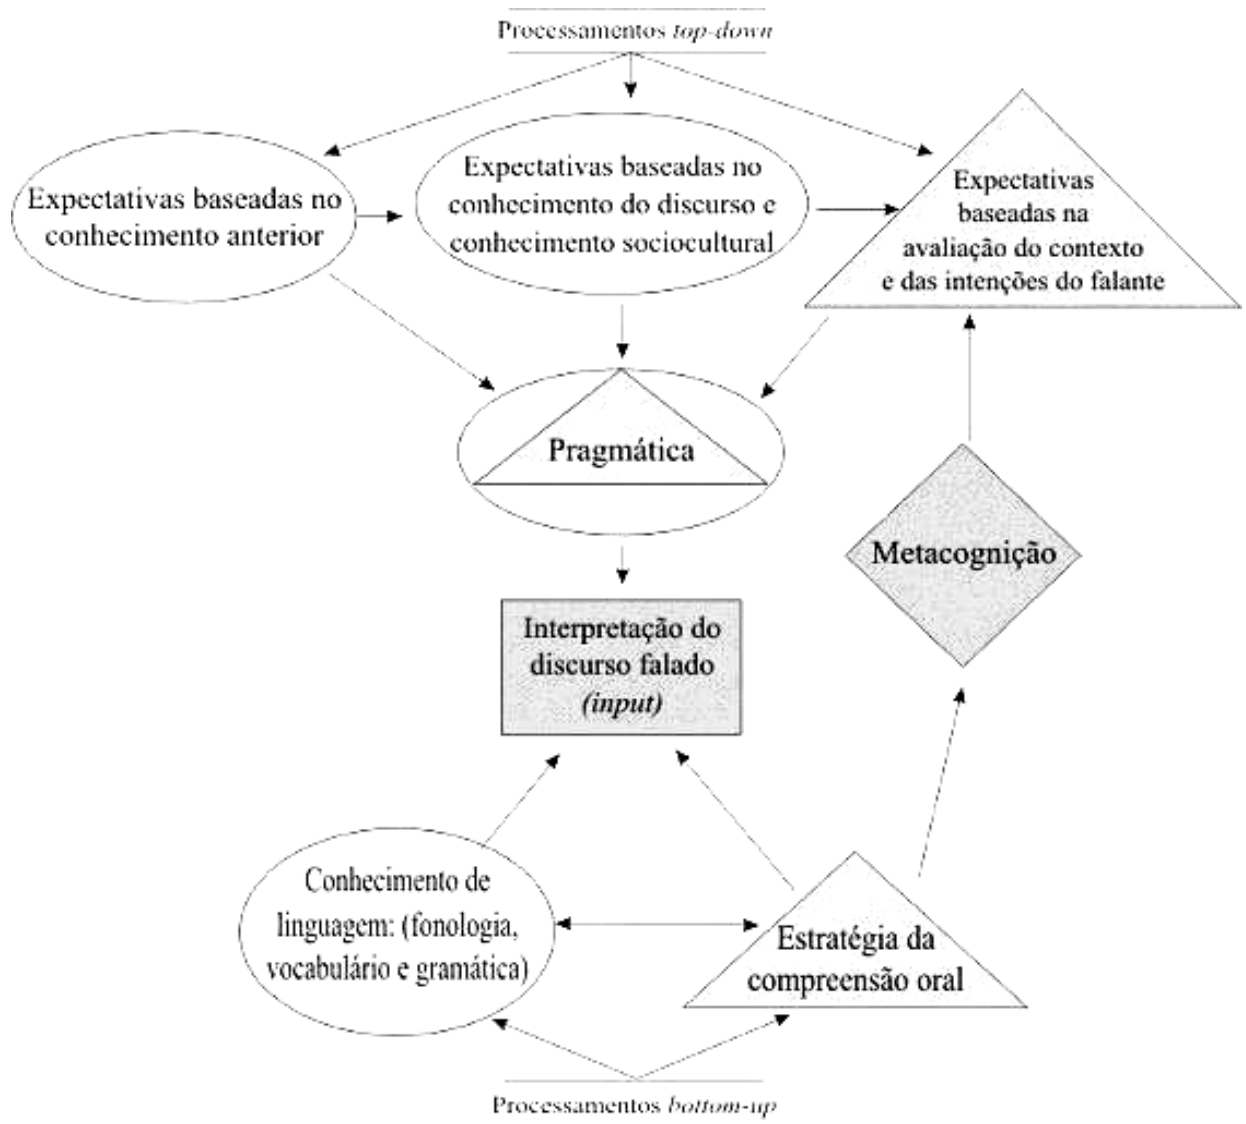 Processamentos top-down
Expectativas baseadas no
conhecimento anterior
Expectativas baseadas no
conhecimento do discurso e
conhecimento sociocultural
Expectativas
baseadas na
avaliação do contexto
e das intenções do falante
Pragmática
Metacognição
Interpretação do
discurso falado
(input)
Conhecimento de
linguagem: (fonologia,
vocabulário e gramática)
Estratégia da
compreensão oral
Processamentos bottom-up